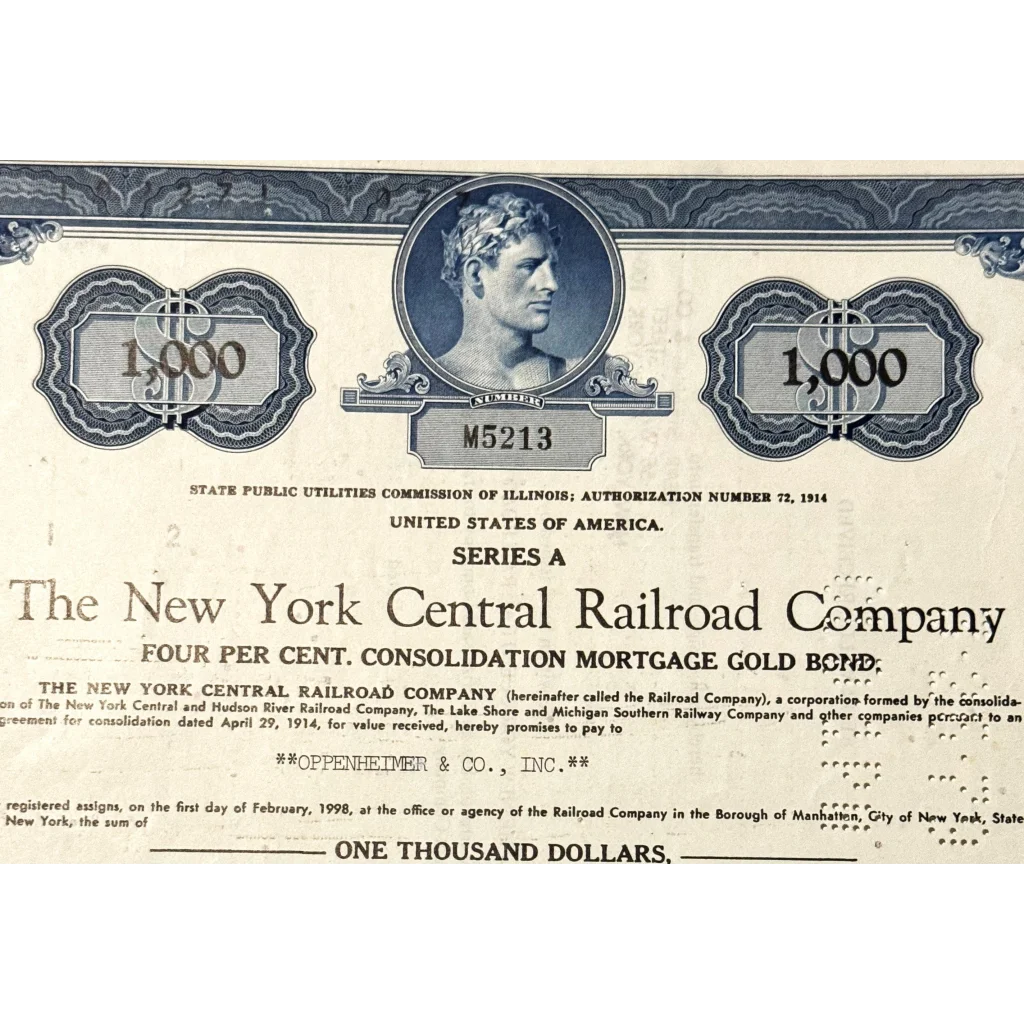 1,000
1,000
NUMBER
M5213
STATE PUBLIC UTILITIES COMMISSION OF ILLINOIS; AUTHORIZATION NUMBER 72, 1914
UNITED STATES OF AMERICA.
SERIES A
The New York Central Railroad Company
FOUR PER CENT. CONSOLIDATION MORTGAGE GOLD BOND,
THE NEW YORK CENTRAL RAILROAD COMPANY (hereinafter called the Railroad Company), a corporation formed by the consolida-
on of The New York Central and Hudson River Railroad Company, The Lake Shore and Michigan Southern Railway Company and other companies pursuant to an
greement for consolidation dated April 29, 1914, for value received, hereby promises to pay to
**OPPENHEIMER & CO., INC.**
registered assigns, on the first day of February, 1998, at the office or agency of the Railroad Company in the Borough of Manhattan, City of New York, State
New York, the sum of
ONE THOUSAND DOLLARS,